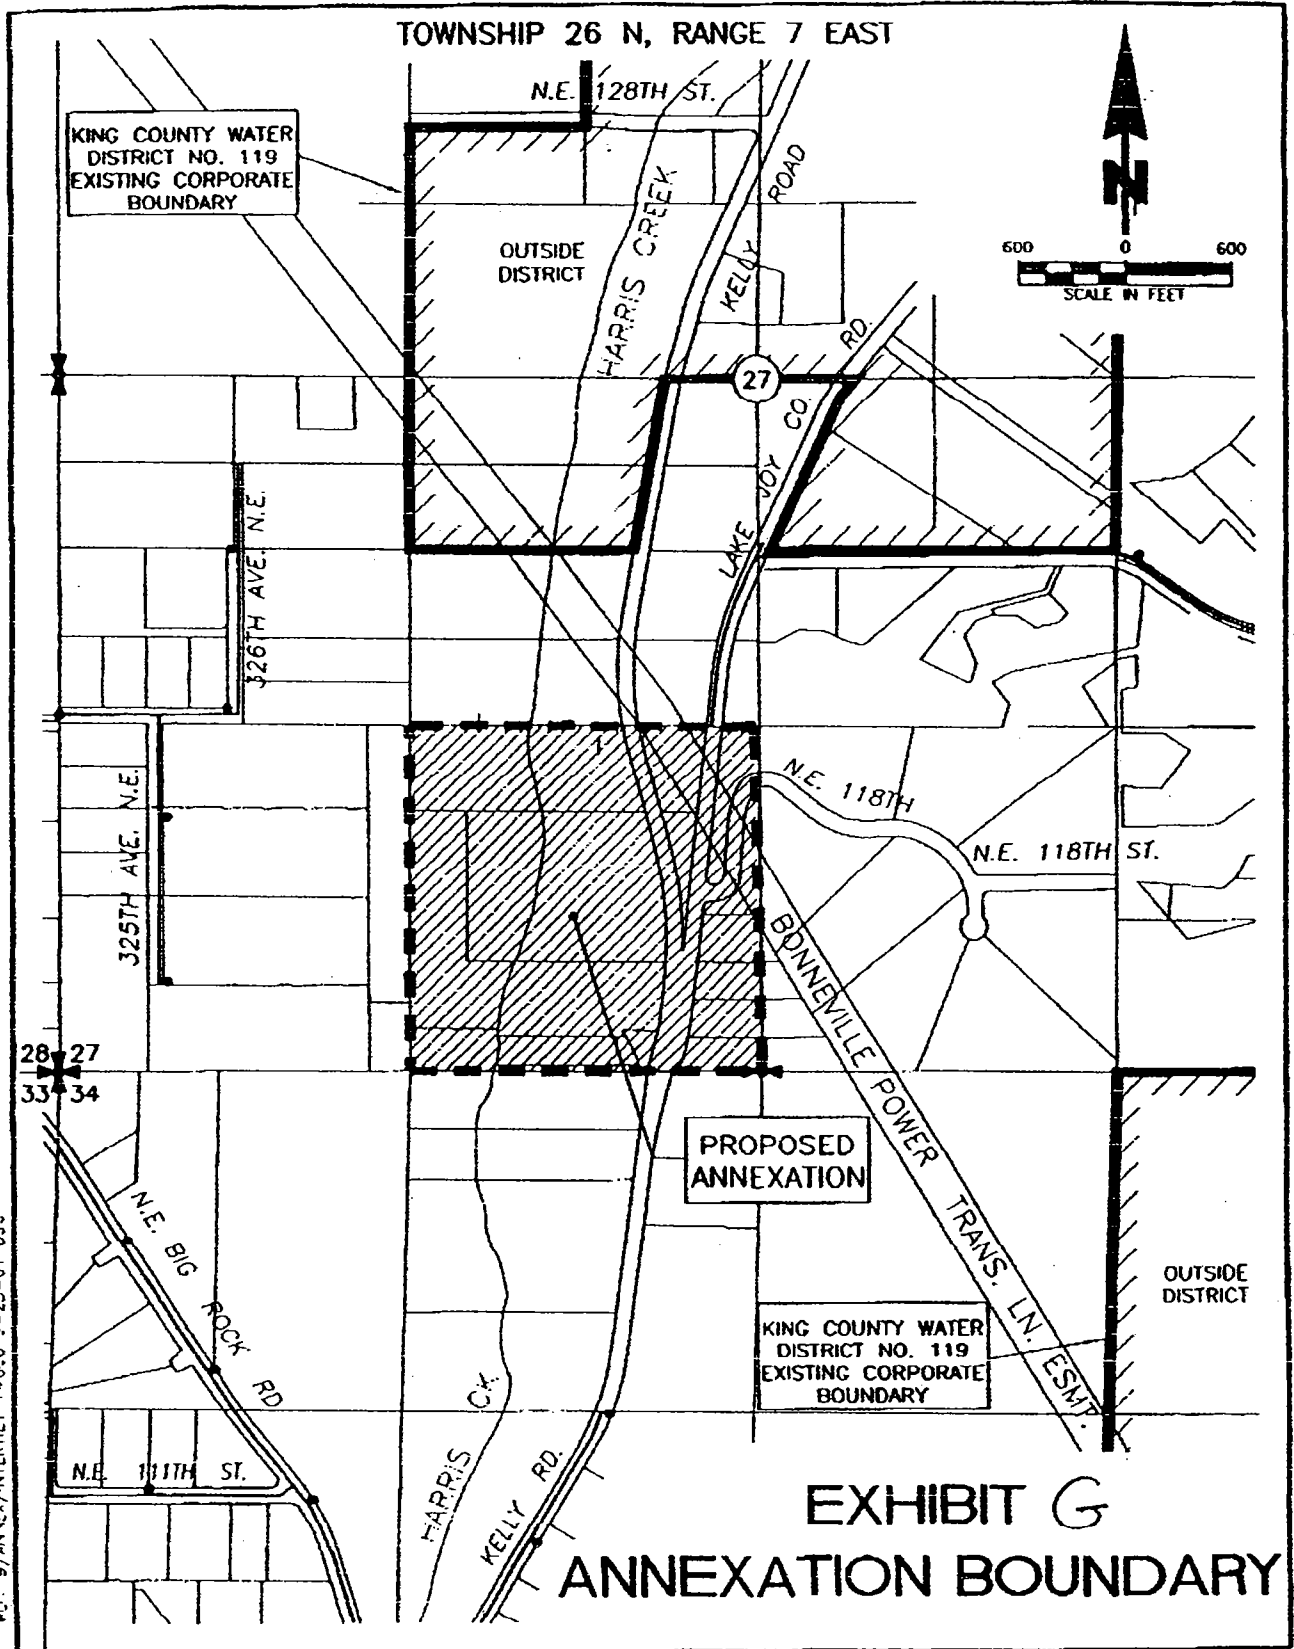 TOWNSHIP 26 N, RANGE 7 EAST
N.E. 128TH ST.
KING COUNTY WATER
DISTRICT NO. 119
EXISTING CORPORATE
BOUNDARY
OUTSIDE
DISTRICT
HARRIS CREEK
KELLY ROAD
N
600 0 600
SCALE IN FEET
27
LAKE JOY CO. RD.
326TH AVE. N.E.
325TH AVE. N.E.
N.E. 118TH
N.E. 118TH ST.
BONNEVILLE POWER TRANS. LN. ESMT.
28 27
33 34
PROPOSED
ANNEXATION
N.E. BIG ROCK RD
OUTSIDE
DISTRICT
KING COUNTY WATER
DISTRICT NO. 119
EXISTING CORPORATE
BOUNDARY
N.E. 111TH ST.
HARRIS CK.
KELLY RD.
EXHIBIT G
ANNEXATION BOUNDARY